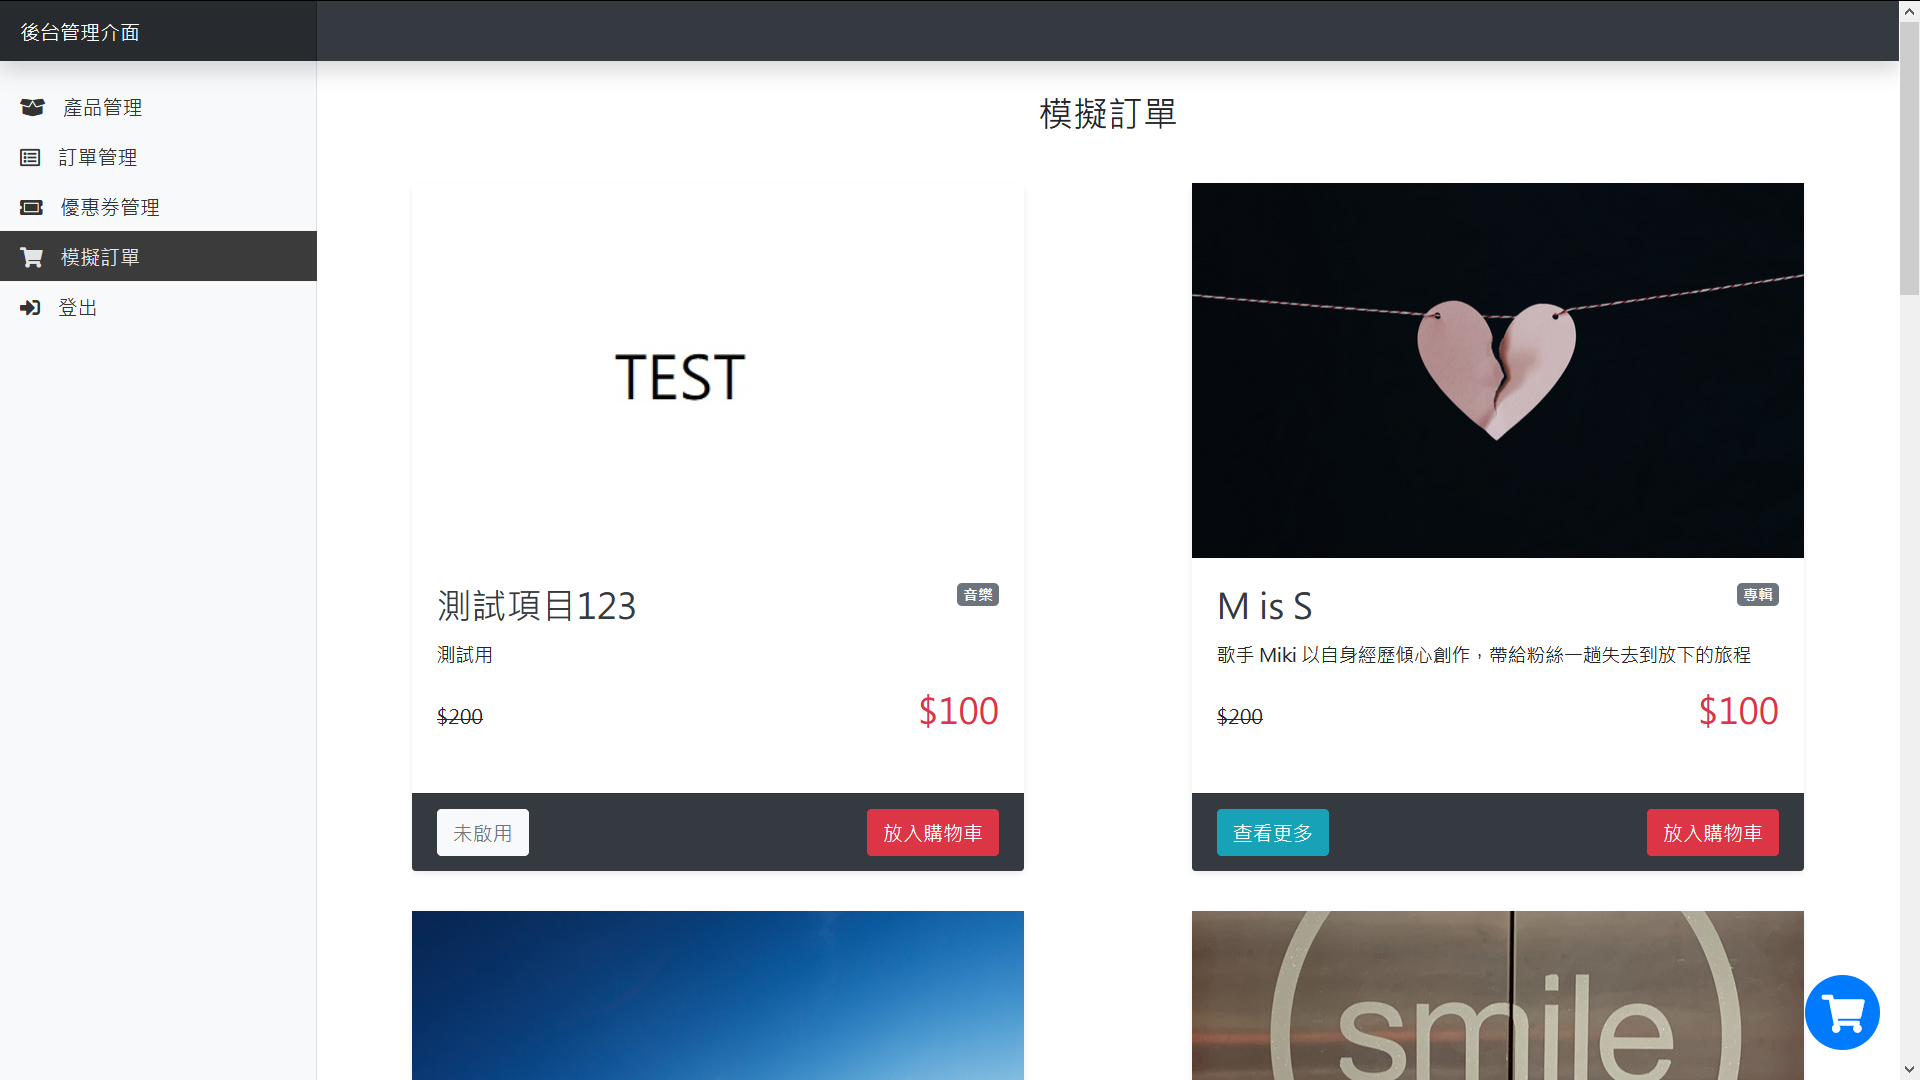 後台管理介面
產品管理
訂單管理
優惠券管理
模擬訂單
登出
模擬訂單
TEST
測試項目123
音樂
測試用
$200
$100
未啟用
放入購物車
M is S
專輯
歌手 Miki 以自身經歷傾心創作，帶給粉絲一趟失去到放下的旅程
$200
$100
查看更多
放入購物車
smile